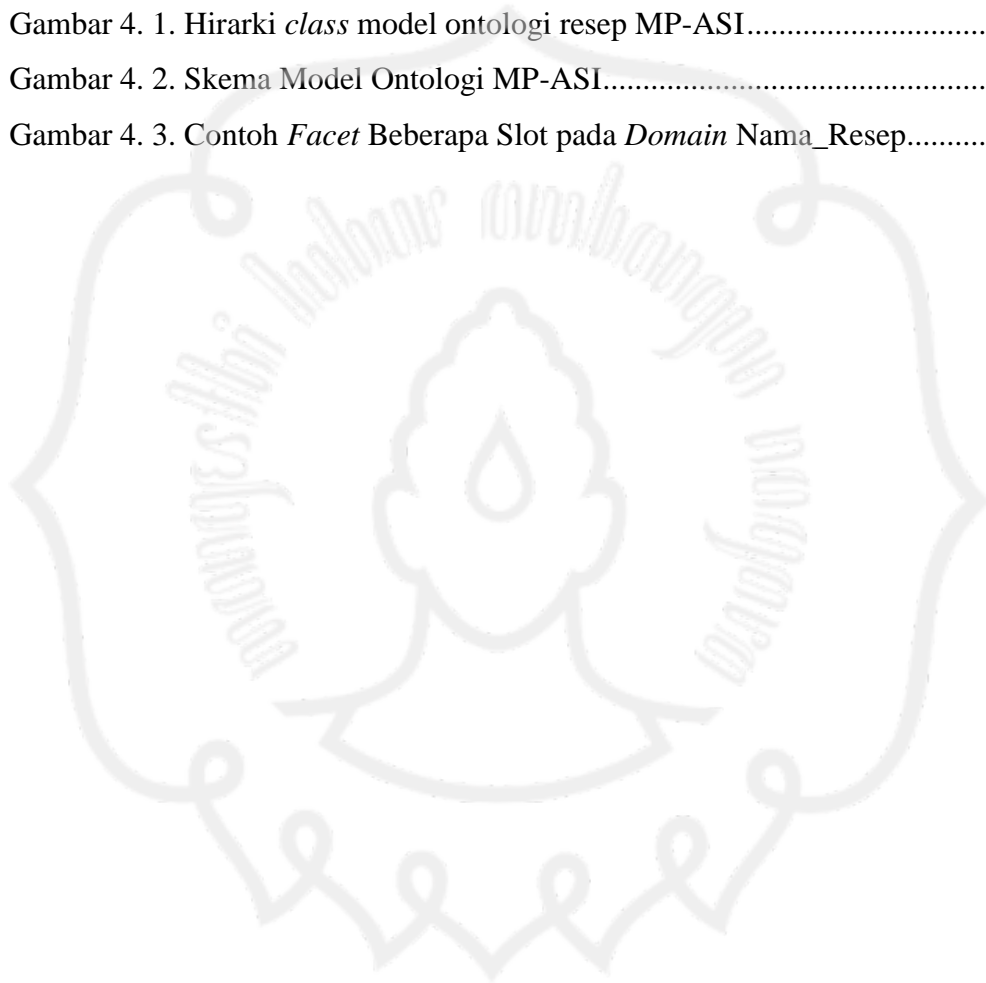 Gambar 4. 1. Hirarki class model ontologi resep MP-ASI..............................
Gambar 4. 2. Skema Model Ontologi MP-ASI................................................
Gambar 4. 3. Contoh Facet Beberapa Slot pada Domain Nama_Resep..........